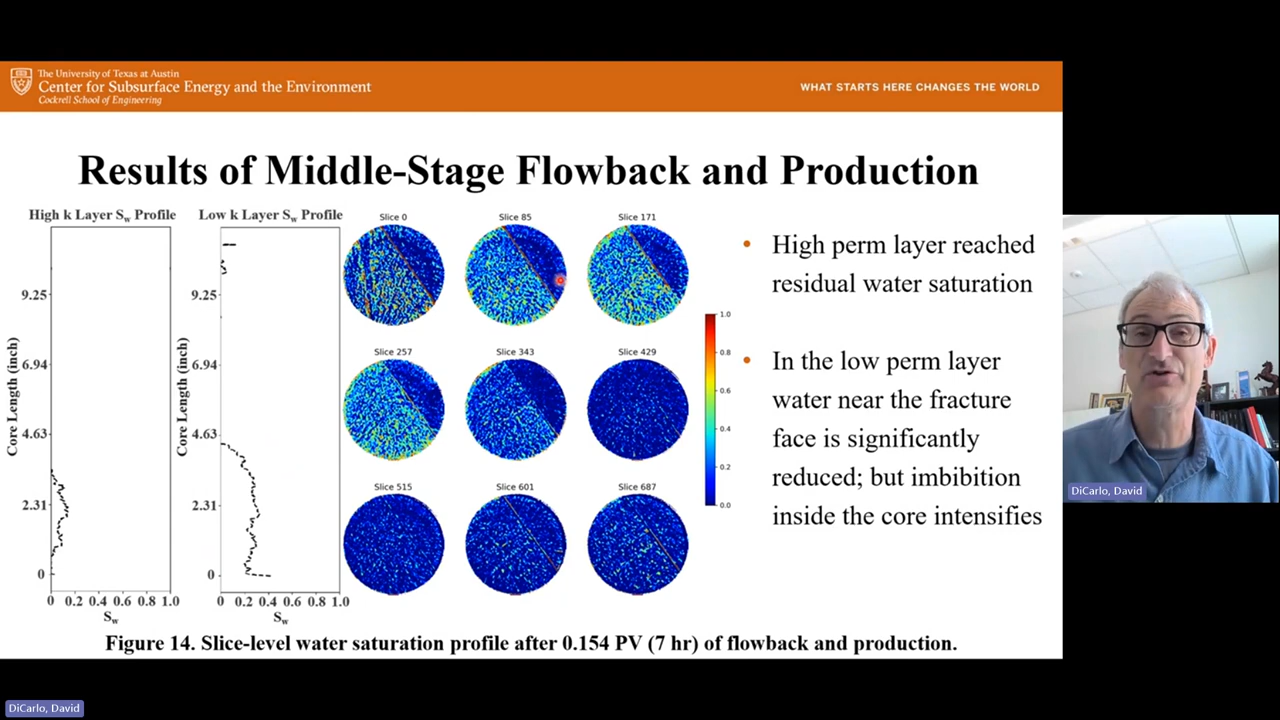 The University of Texas at Austin
Center for Subsurface Energy and the Environment
Cockrell School of Engineering
WHAT STARTS HERE CHANGES THE WORLD
Results of Middle-Stage Flowback and Production
High k Layer Sw Profile
Low k Layer Sw Profile
Core Length (inch)
9.25
6.94
4.63
2.31
0
0 0.2 0.4 0.6 0.8 1.0
Sw
Core Length (inch)
9.25
6.94
4.63
2.31
0
0 0.2 0.4 0.6 0.8 1.0
Sw
Slice 0
Slice 85
Slice 171
Slice 257
Slice 343
Slice 429
Slice 515
Slice 601
Slice 687
1.0
0.8
0.6
0.4
0.2
0.0
• High perm layer reached
residual water saturation
• In the low perm layer
water near the fracture
face is significantly
reduced; but imbibition
inside the core intensifies
Figure 14. Slice-level water saturation profile after 0.154 PV (7 hr) of flowback and production.
DiCarlo, David
DiCarlo, David